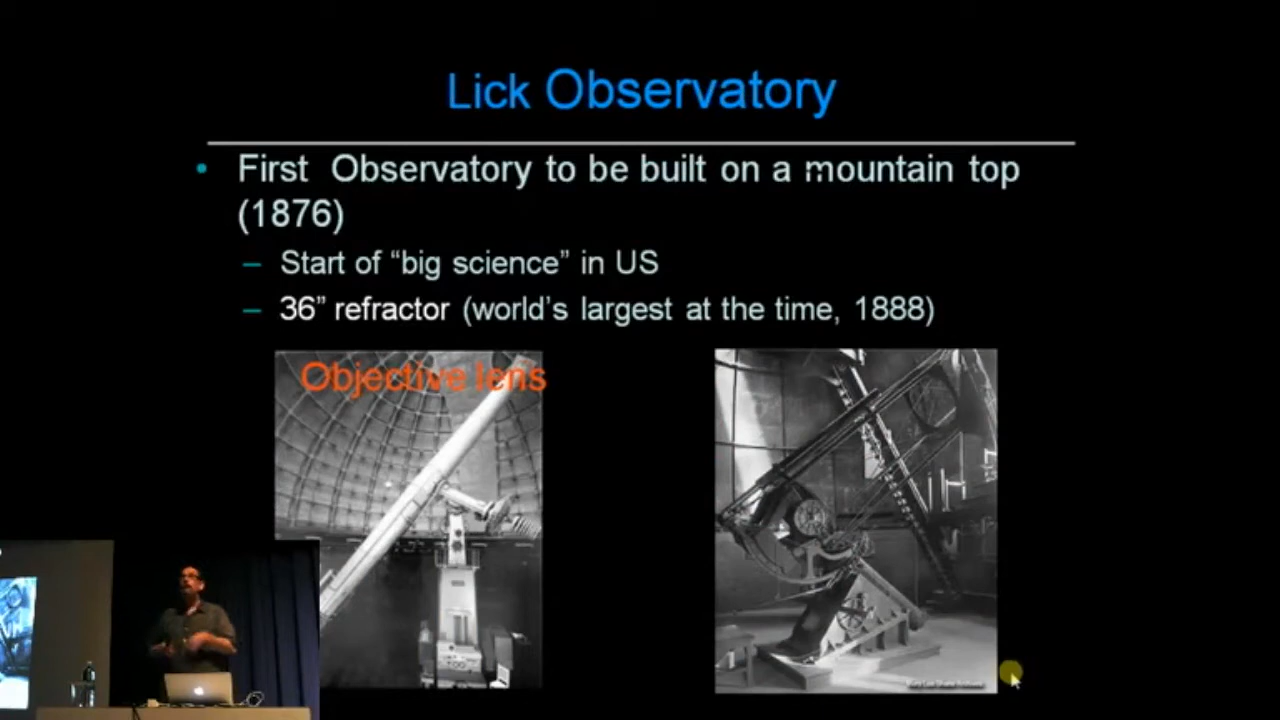 Lick Observatory
• First Observatory to be built on a mountain top
(1876)
– Start of “big science” in US
– 36” refractor (world’s largest at the time, 1888)
Objective lens